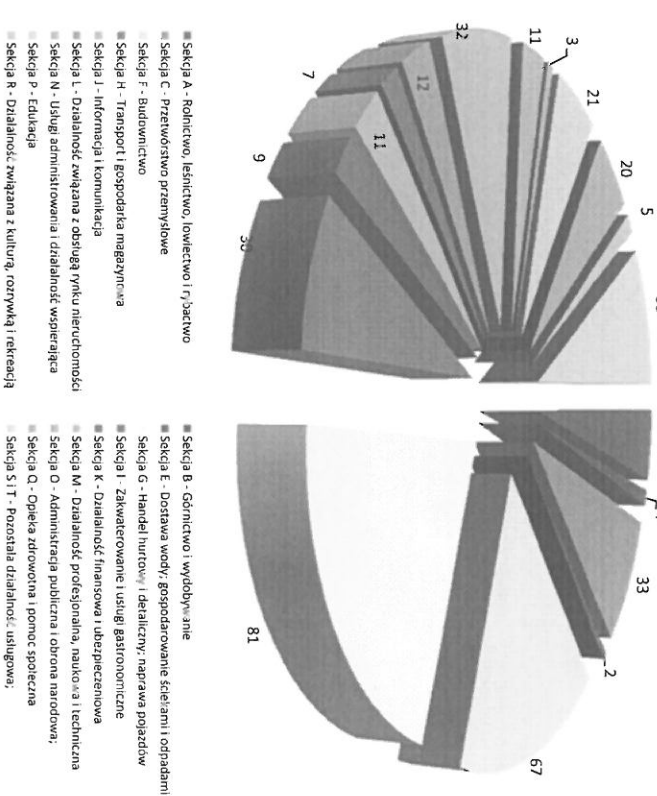 33
2
67
81
5
20
21
3
11
32
12
7
11
9
Sekcja A - Rolnictwo, leśnictwo, łowiectwo i rybactwo
Sekcja B - Górnictwo i wydobywanie
Sekcja C - Przetwórstwo przemysłowe
Sekcja E - Dostawa wody; gospodarowanie ściekami i odpadami
Sekcja F - Budownictwo
Sekcja G - Handel hurtowy i detaliczny; naprawa pojazdów
Sekcja H - Transport i gospodarka magazynowa
Sekcja I - Zakwaterowanie i usługi gastronomiczne
Sekcja J - Informacja i komunikacja
Sekcja K - Działalność finansowa i ubezpieczeniowa
Sekcja L - Działalność związana z obsługą rynku nieruchomości
Sekcja M - Działalność profesjonalna, naukowa i techniczna
Sekcja N - Usługi administrowania i działalność wspierająca
Sekcja O - Administracja publiczna i obrona narodowa;
Sekcja P - Edukacja
Sekcja Q - Opieka zdrowotna i pomoc społeczna
Sekcja R - Działalność związana z kulturą, rozrywką i rekreacją
Sekcja S i T - Pozostała działalność usługowa;